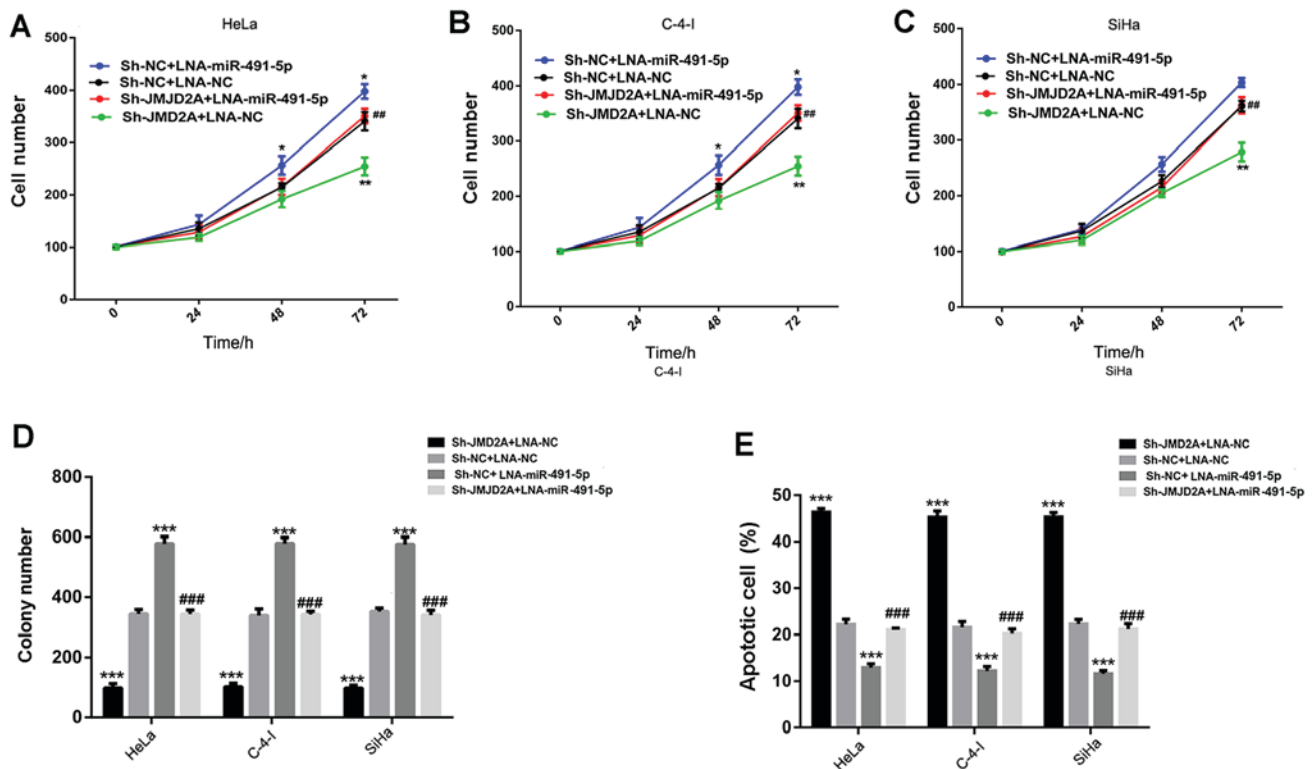 A
HeLa
Cell number
500
400
300
200
100
0
Sh-NC+LNA-miR-491-5p
Sh-NC+LNA-NC
Sh-JMJD2A+LNA-miR-491-5p
Sh-JMD2A+LNA-NC
*
*
##
**
0
24
48
72
Time/h
B
C-4-I
Cell number
500
400
300
200
100
0
Sh-NC+LNA-miR-491-5p
Sh-NC+LNA-NC
Sh-JMJD2A+LNA-miR-491-5p
Sh-JMD2A+LNA-NC
*
*
##
**
0
24
48
72
Time/h
C-4-I
C
SiHa
Cell number
500
400
300
200
100
0
Sh-NC+LNA-miR-491-5p
Sh-NC+LNA-NC
Sh-JMJD2A+LNA-miR-491-5p
Sh-JMD2A+LNA-NC
##
**
0
24
48
72
Time/h
SiHa
D
Sh-JMD2A+LNA-NC
Sh-NC+LNA-NC
Sh-NC+LNA-miR-491-5p
Sh-JMJD2A+LNA-miR-491-5p
Colony number
800
600
400
200
0
***
***
###
***
***
###
***
***
###
HeLa
C-4-I
SiHa
E
Sh-JMD2A+LNA-NC
Sh-NC+LNA-NC
Sh-NC+LNA-miR-491-5p
Sh-JMJD2A+LNA-miR-491-5p
Apototic cell (%)
60
50
40
30
20
10
0
***
***
###
***
***
###
***
***
###
HeLa
C-4-I
SiHa